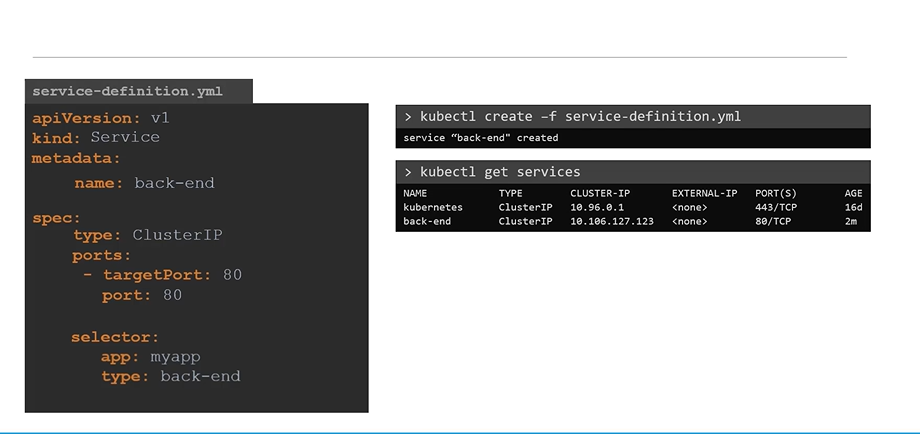 service-definition.yml
apiVersion: v1
kind: Service
metadata:
name: back-end
spec:
type: ClusterIP
ports:
- targetPort: 80
port: 80
selector:
app: myapp
type: back-end
> kubectl create –f service-definition.yml
service “back-end" created
> kubectl get services
NAME TYPE CLUSTER-IP EXTERNAL-IP PORT(S) AGE
kubernetes ClusterIP 10.96.0.1 <none> 443/TCP 16d
back-end ClusterIP 10.106.127.123 <none> 80/TCP 2m